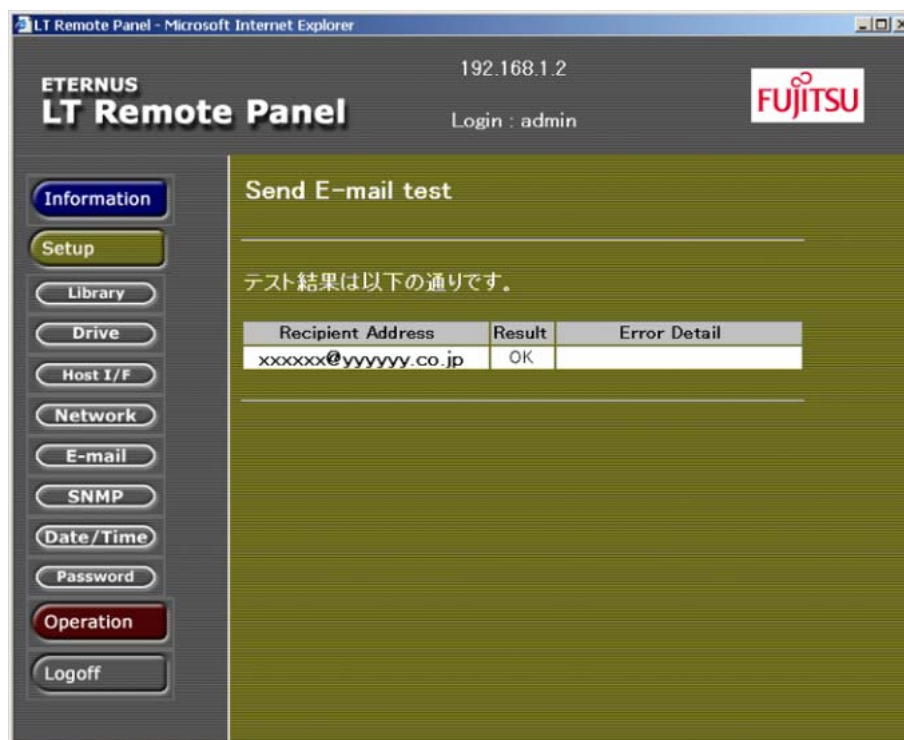 LT Remote Panel - Microsoft Internet Explorer
192.168.1.2
ETERNUS
LT Remote Panel
Login : admin
FUJITSU
Information
Setup
Library
Drive
Host I/F
Network
E-mail
SNMP
Date/Time
Password
Operation
Logoff
Send E-mail test
テスト結果は以下の通りです。
Recipient Address Result Error Detail
xxxxxx@yyyyyy.co.jp OK